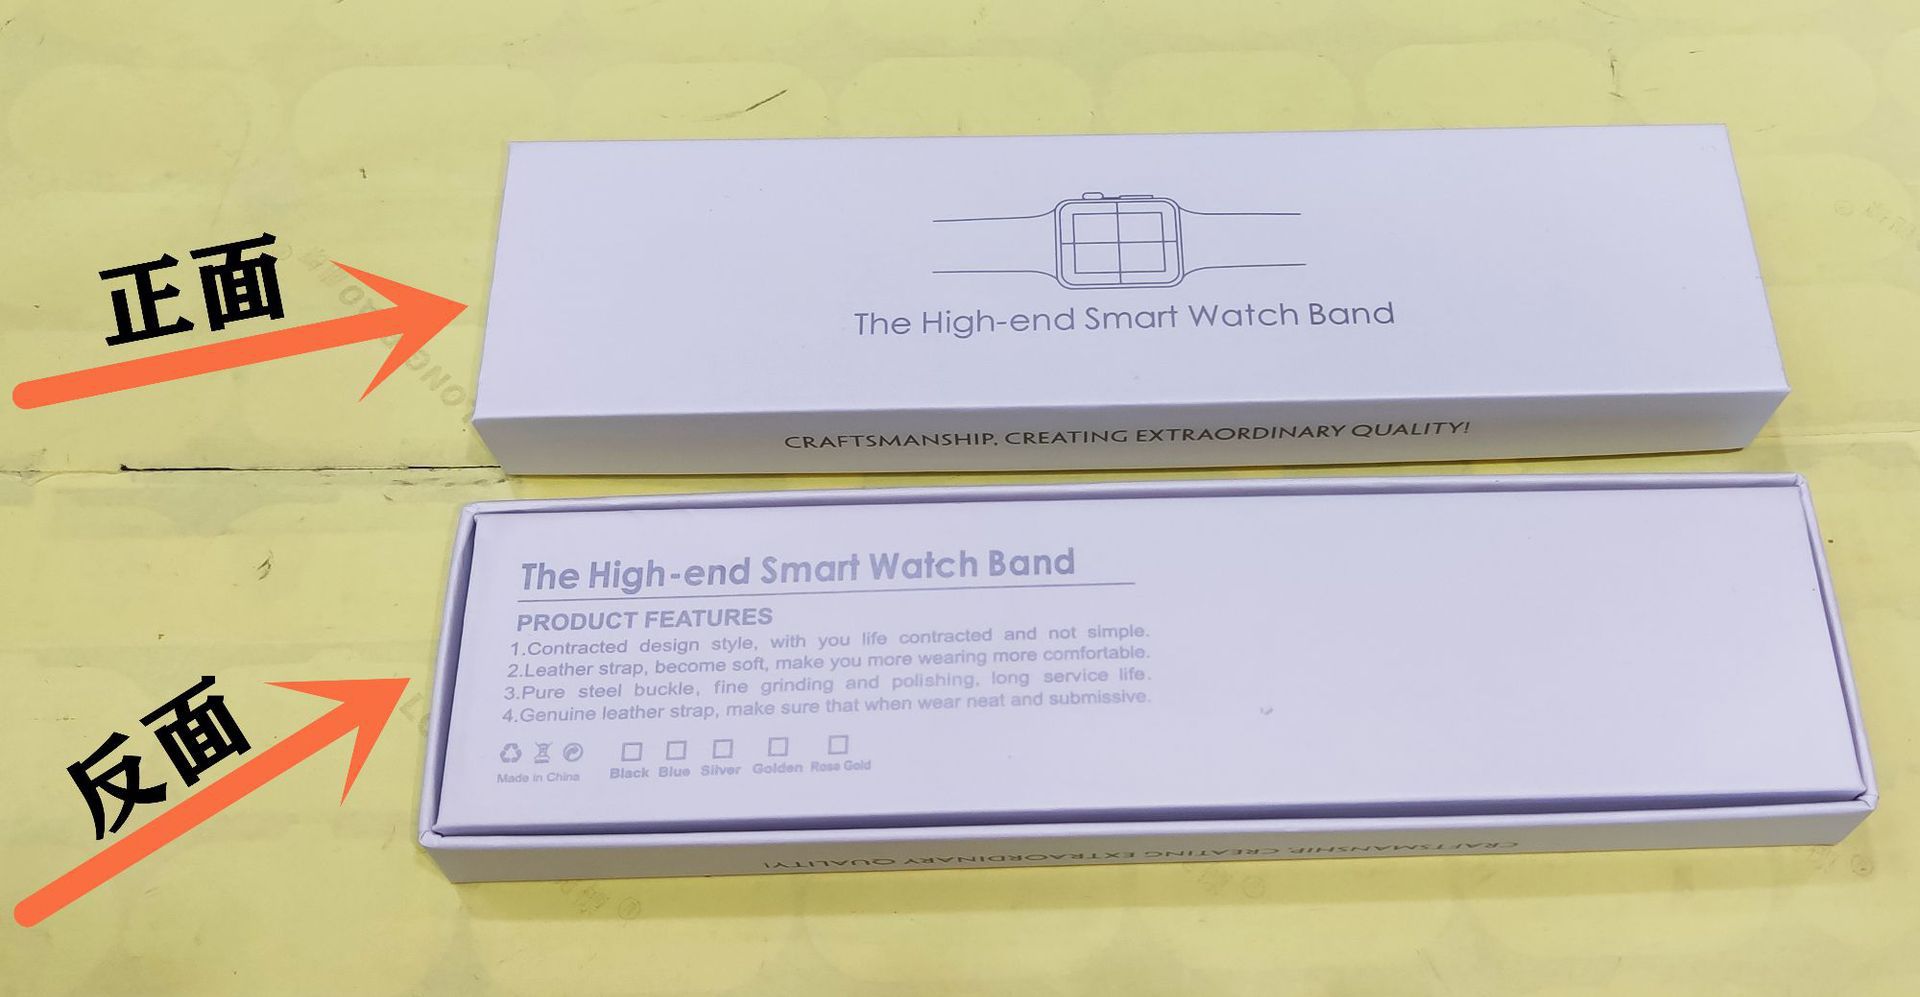 正面
The High-end Smart Watch Band
CRAFTSMANSHIP, CREATING EXTRAORDINARY QUALITY!
反面
The High-end Smart Watch Band
PRODUCT FEATURES
1.Contracted design style, with you life contracted and not simple.
2.Leather strap, become soft, make you more wearing more comfortable.
3.Pure steel buckle, fine grinding and polishing, long service life.
4.Genuine leather strap, make sure that when wear neat and submissive.
Made in China Black Blue Silver Golden Rose Gold
CRAFTSMANSHIP, CREATING EXTRAORDINARY QUALITY!